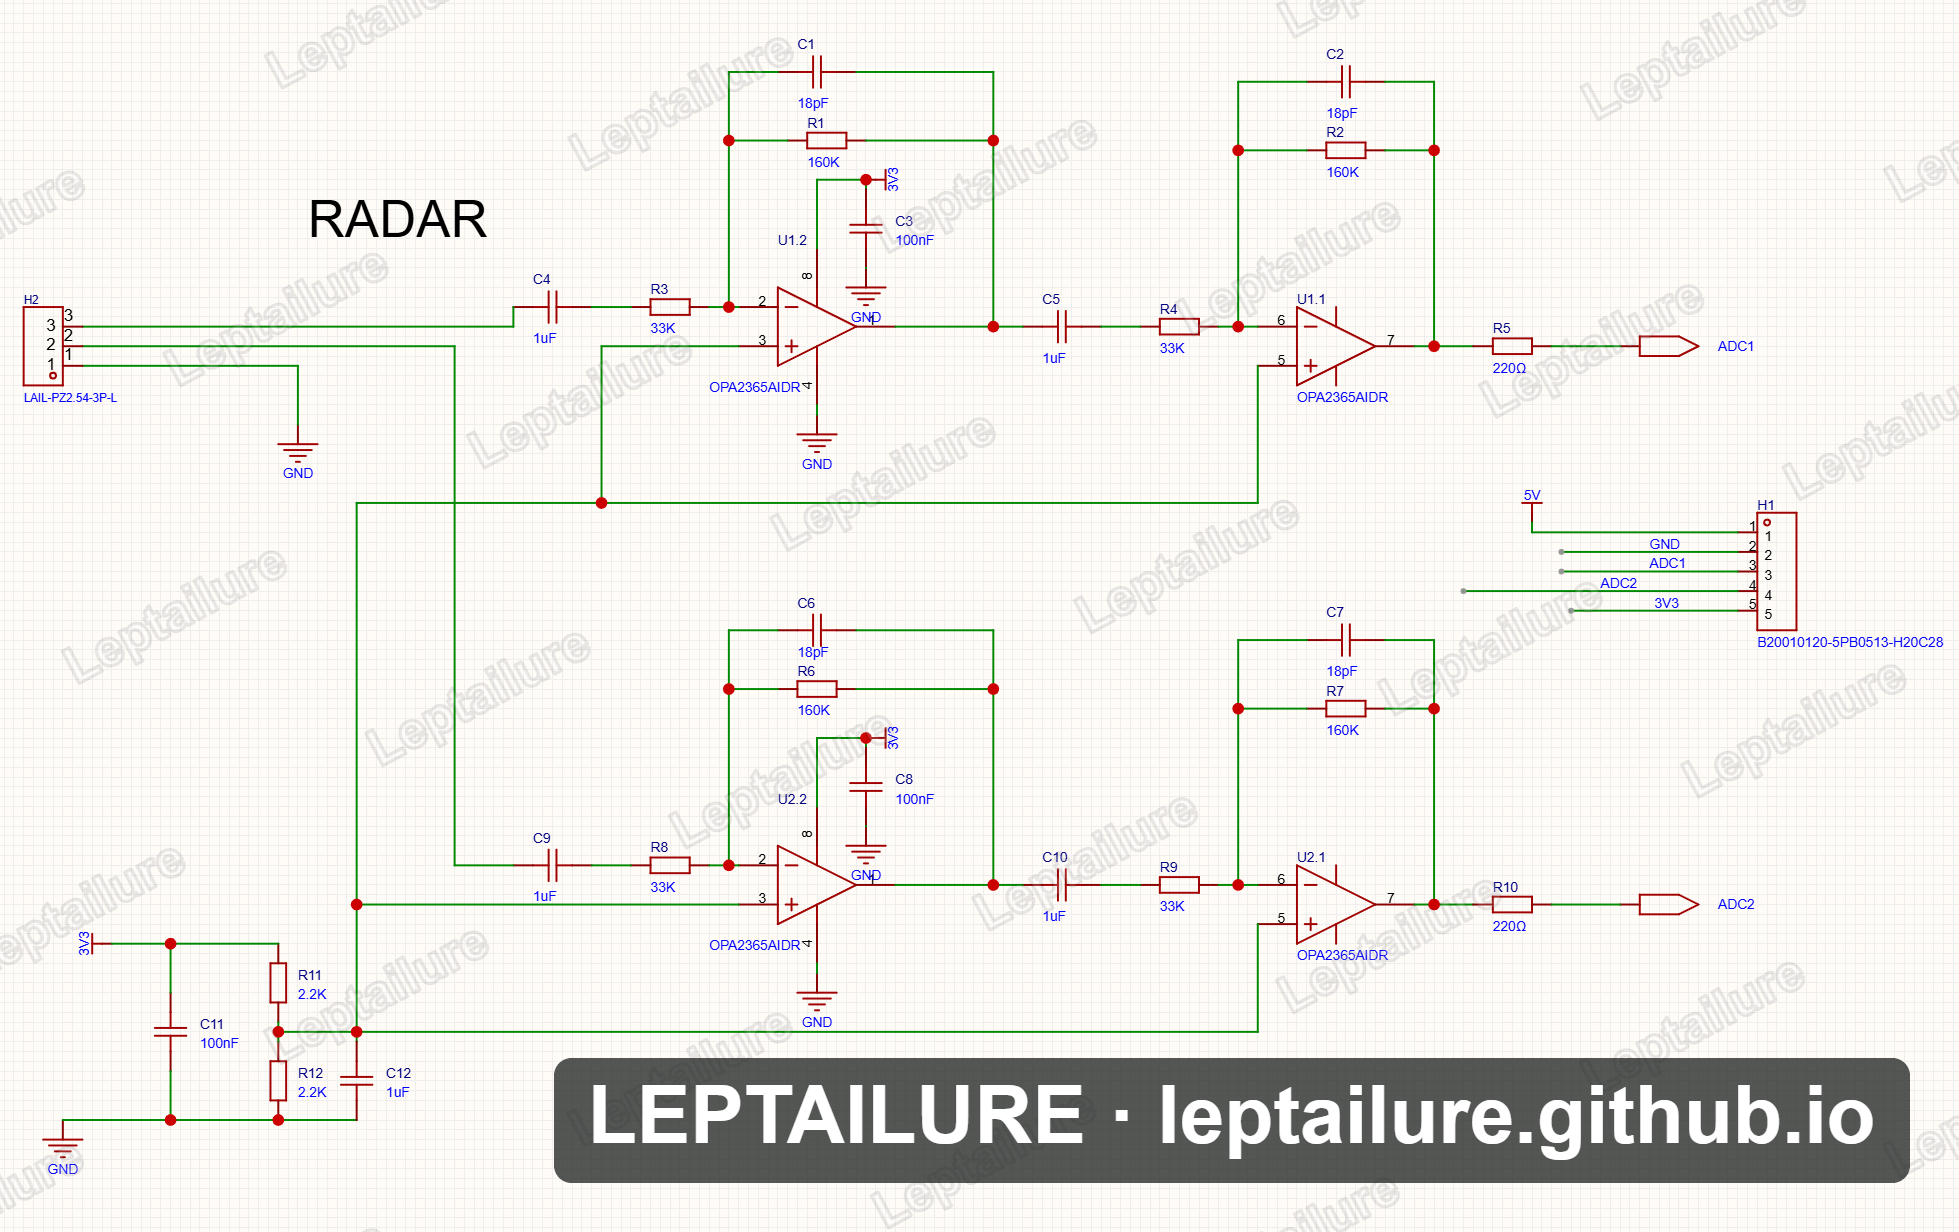 RADAR
C1
18pF
R1
160K
3V3
C3
100nF
GND
U1.2
8
2
3
1
4
OPA2365AIDR
GND
C2
18pF
R2
160K
H2
3
2
1
3
2
1
LAIL-PZ2.54-3P-L
GND
C4
1uF
R3
33K
C5
1uF
R4
33K
U1.1
6
5
7
OPA2365AIDR
R5
220Ω
ADC1
5V
H1
1
2
3
4
5
1
2
3
4
5
GND
ADC1
ADC2
3V3
B20010120-5PB0513-H20C28
C6
18pF
R6
160K
3V3
C8
100nF
GND
U2.2
8
2
3
1
4
OPA2365AIDR
GND
C7
18pF
R7
160K
C9
1uF
R8
33K
C10
1uF
R9
33K
U2.1
6
5
7
OPA2365AIDR
R10
220Ω
ADC2
3V3
R11
2.2K
C11
100nF
R12
2.2K
C12
1uF
GND
LEPTAILURE · leptailure.github.io
Leptailure